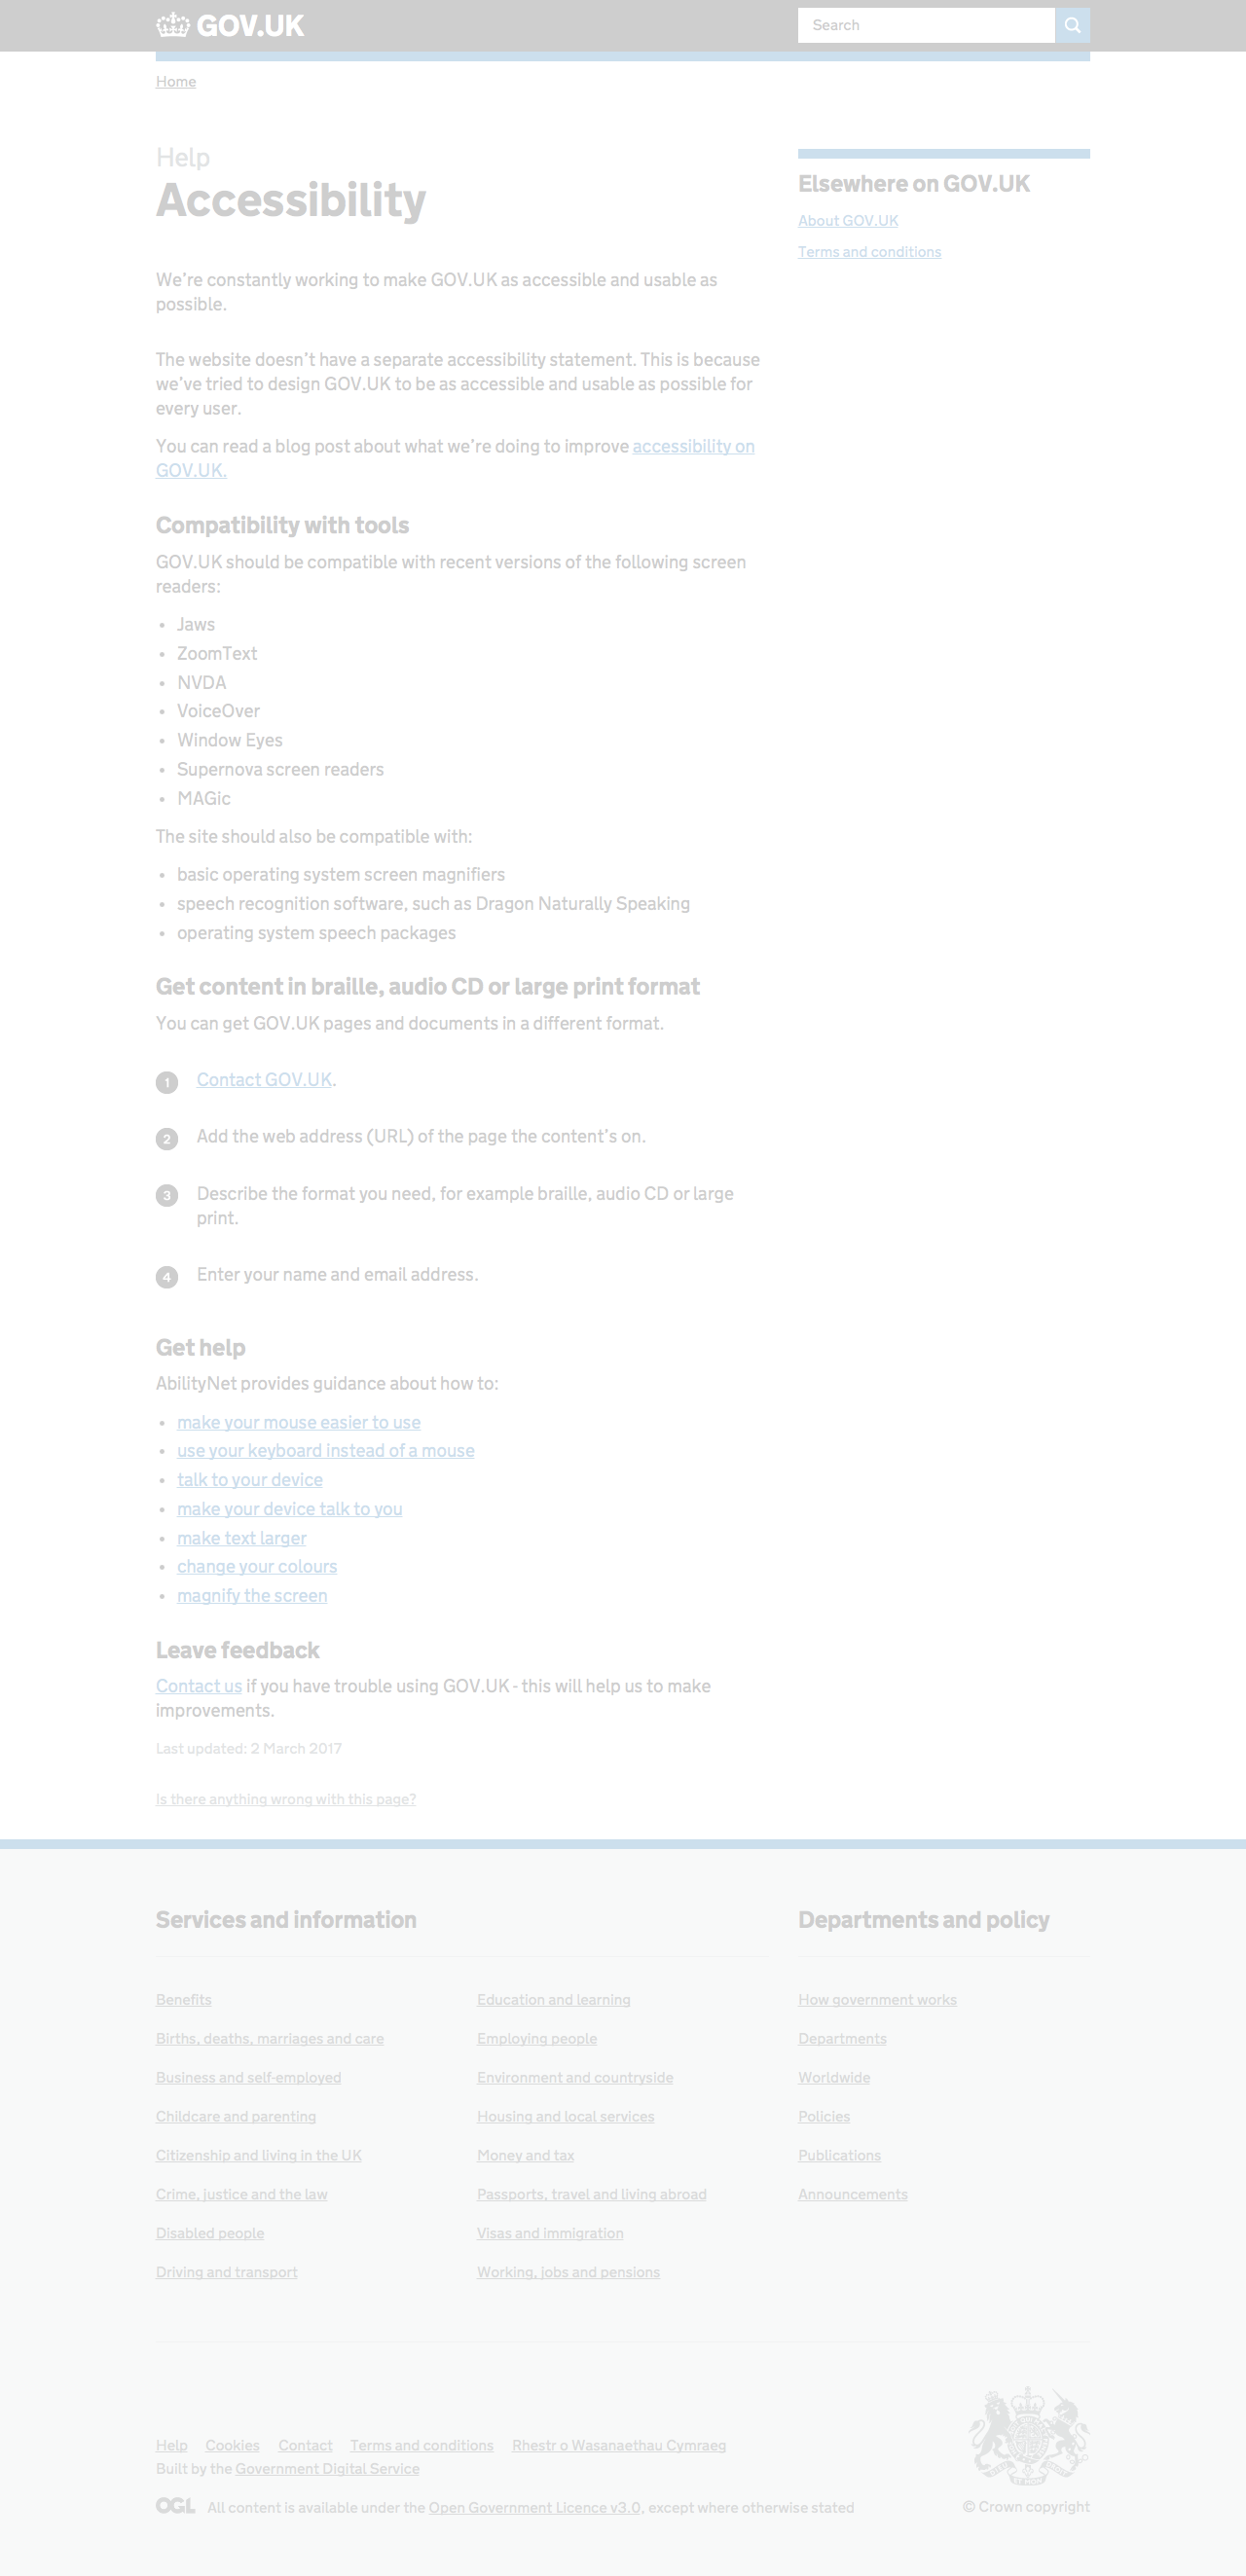 GOV.UK
Search
Home
Help
Accessibility
We’re constantly working to make GOV.UK as accessible and usable as
possible.
The website doesn’t have a separate accessibility statement. This is because
we’ve tried to design GOV.UK to be as accessible and usable as possible for
every user.
You can read a blog post about what we’re doing to improve accessibility on
GOV.UK.
Compatibility with tools
GOV.UK should be compatible with recent versions of the following screen
readers:
• Jaws
• ZoomText
• NVDA
• VoiceOver
• Window Eyes
• Supernova screen readers
• MAGic
The site should also be compatible with:
• basic operating system screen magnifiers
• speech recognition software, such as Dragon Naturally Speaking
• operating system speech packages
Get content in braille, audio CD or large print format
You can get GOV.UK pages and documents in a different format.
1 Contact GOV.UK.
2 Add the web address (URL) of the page the content’s on.
3 Describe the format you need, for example braille, audio CD or large
print.
4 Enter your name and email address.
Get help
AbilityNet provides guidance about how to:
• make your mouse easier to use
• use your keyboard instead of a mouse
• talk to your device
• make your device talk to you
• make text larger
• change your colours
• magnify the screen
Leave feedback
Contact us if you have trouble using GOV.UK - this will help us to make
improvements.
Last updated: 2 March 2017
Is there anything wrong with this page?
Elsewhere on GOV.UK
About GOV.UK
Terms and conditions
Services and information
Benefits
Births, deaths, marriages and care
Business and self-employed
Childcare and parenting
Citizenship and living in the UK
Crime, justice and the law
Disabled people
Driving and transport
Education and learning
Employing people
Environment and countryside
Housing and local services
Money and tax
Passports, travel and living abroad
Visas and immigration
Working, jobs and pensions
Departments and policy
How government works
Departments
Worldwide
Policies
Publications
Announcements
Help Cookies Contact Terms and conditions Rhestr o Wasanaethau Cymraeg
Built by the Government Digital Service
OGL All content is available under the Open Government Licence v3.0, except where otherwise stated
© Crown copyright